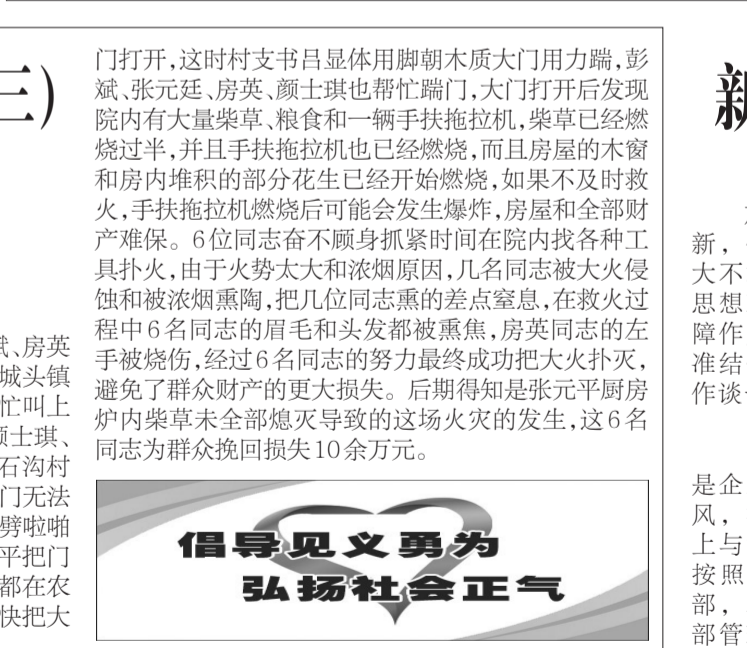 三)
、房英
城头镇
忙叫上
士琪、
石沟村
门无法
劈啦啪
平把门
都在农
快把大
门打开,这时村支书吕显体用脚朝木质大门用力踹,彭
斌、张元廷、房英、颜士琪也帮忙踹门,大门打开后发现
院内有大量柴草、粮食和一辆手扶拖拉机,柴草已经燃
烧过半,并且手扶拖拉机也已经燃烧,而且房屋的木窗
和房内堆积的部分花生已经开始燃烧,如果不及时救
火,手扶拖拉机燃烧后可能会发生爆炸,房屋和全部财
产难保。6位同志奋不顾身抓紧时间在院内找各种工
具扑火,由于火势太大和浓烟原因,几名同志被大火侵
蚀和被浓烟熏陶,把几位同志熏的差点窒息,在救火过
程中6名同志的眉毛和头发都被熏焦,房英同志的左
手被烧伤,经过6名同志的努力最终成功把大火扑灭,
避免了群众财产的更大损失。后期得知是张元平厨房
炉内柴草未全部熄灭导致的这场火灾的发生,这6名
同志为群众挽回损失10余万元。
倡导见义勇为
弘扬社会正气
新
新,
大不
思想
障作
准结
作谈
是企
风,
上与
按照
部,
部管